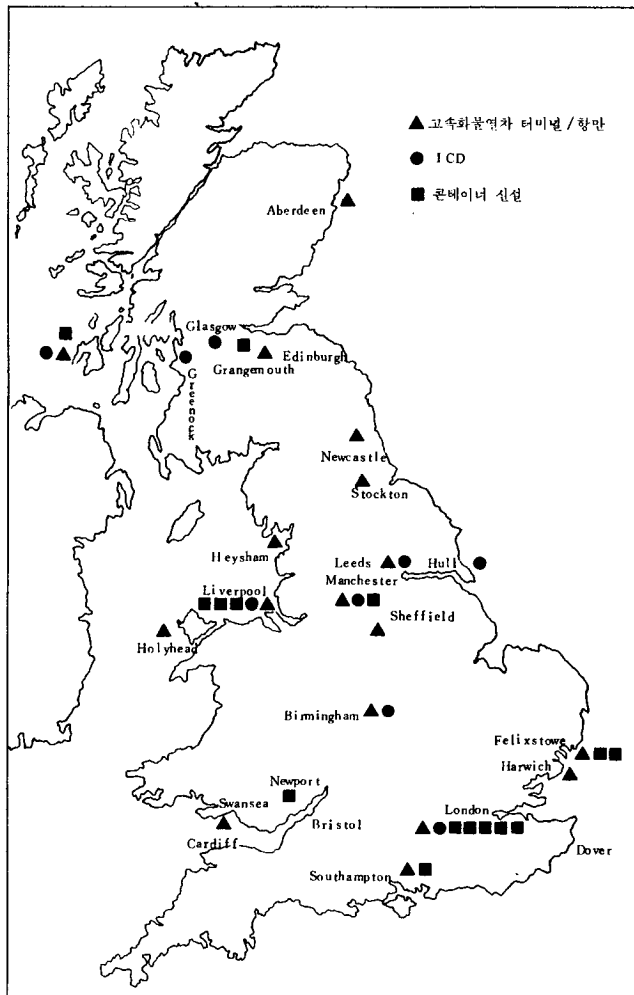 ▲ 고속화물열차 터미널/항만
● ICD
■ 콘테이너 신설
Aberdeen
Glasgow
Edinburgh
Grangemouth
Greenock
Newcastle
Stockton
Heysham
Leeds
Hull
Manchester
Liverpool
Sheffield
Holyhead
Birmingham
Felixstowe
Harwich
Newport
Swansea
London
Bristol
Cardiff
Dover
Southampton